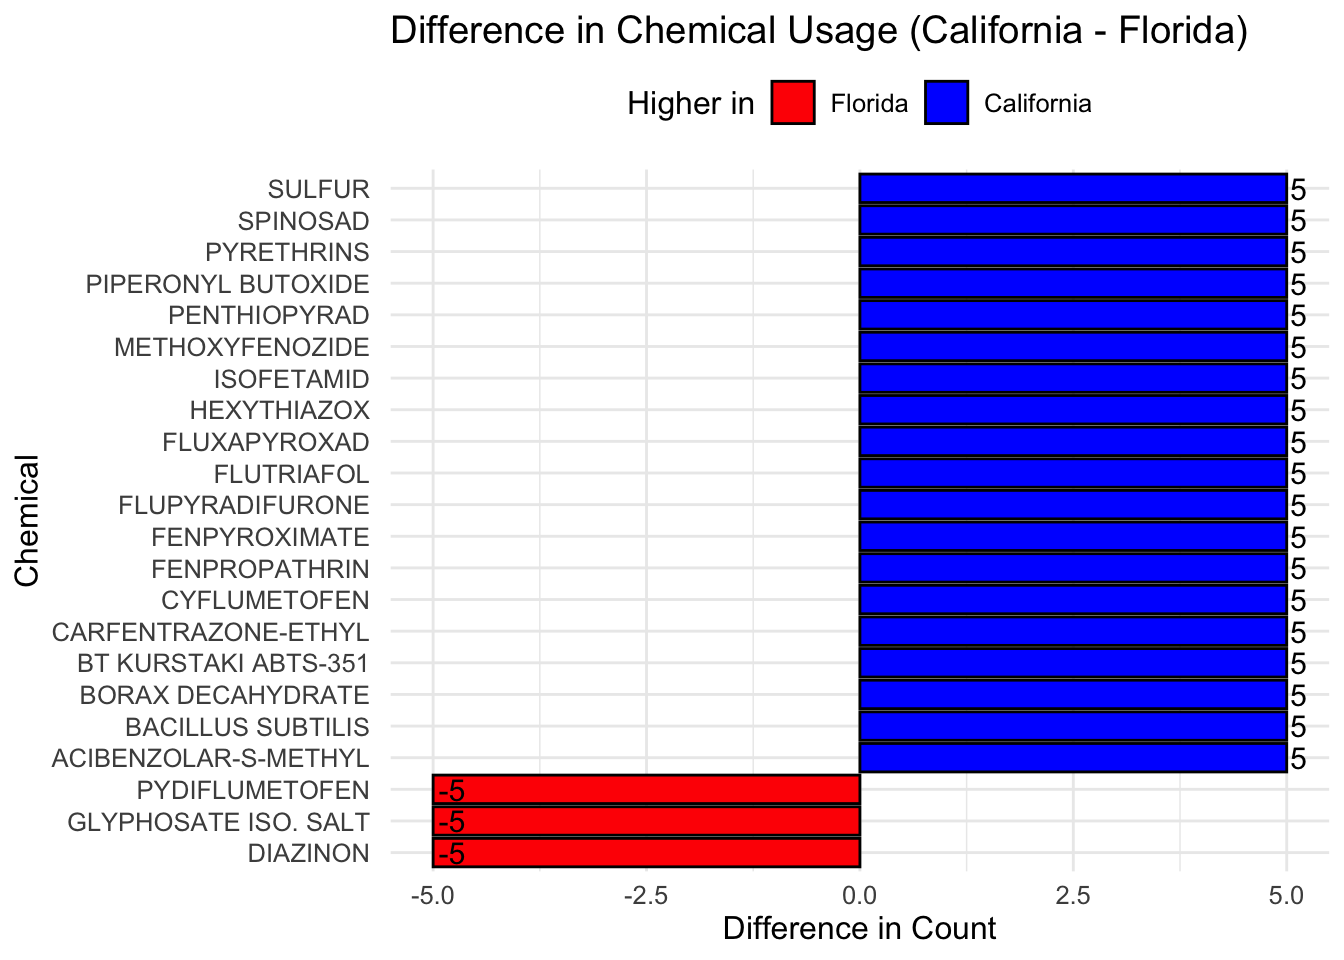 Difference in Chemical Usage (California - Florida)
Higher in Florida California
SULFUR 5
SPINOSAD 5
PYRETHRINS 5
PIPERONYL BUTOXIDE 5
PENTHIOPYRAD 5
METHOXYFENOZIDE 5
ISOFETAMID 5
HEXYTHIAZOX 5
FLUXAPYROXAD 5
FLUTRIAFOL 5
FLUPYRADIFURONE 5
FENPYROXIMATE 5
FENPROPATHRIN 5
CYFLUMETOFEN 5
CARFENTRAZONE-ETHYL 5
BT KURSTAKI ABTS-351 5
BORAX DECAHYDRATE 5
BACILLUS SUBTILIS 5
ACIBENZOLAR-S-METHYL 5
PYDIFLUMETOFEN -5
GLYPHOSATE ISO. SALT -5
DIAZINON -5
Chemical
-5.0 -2.5 0.0 2.5 5.0
Difference in Count